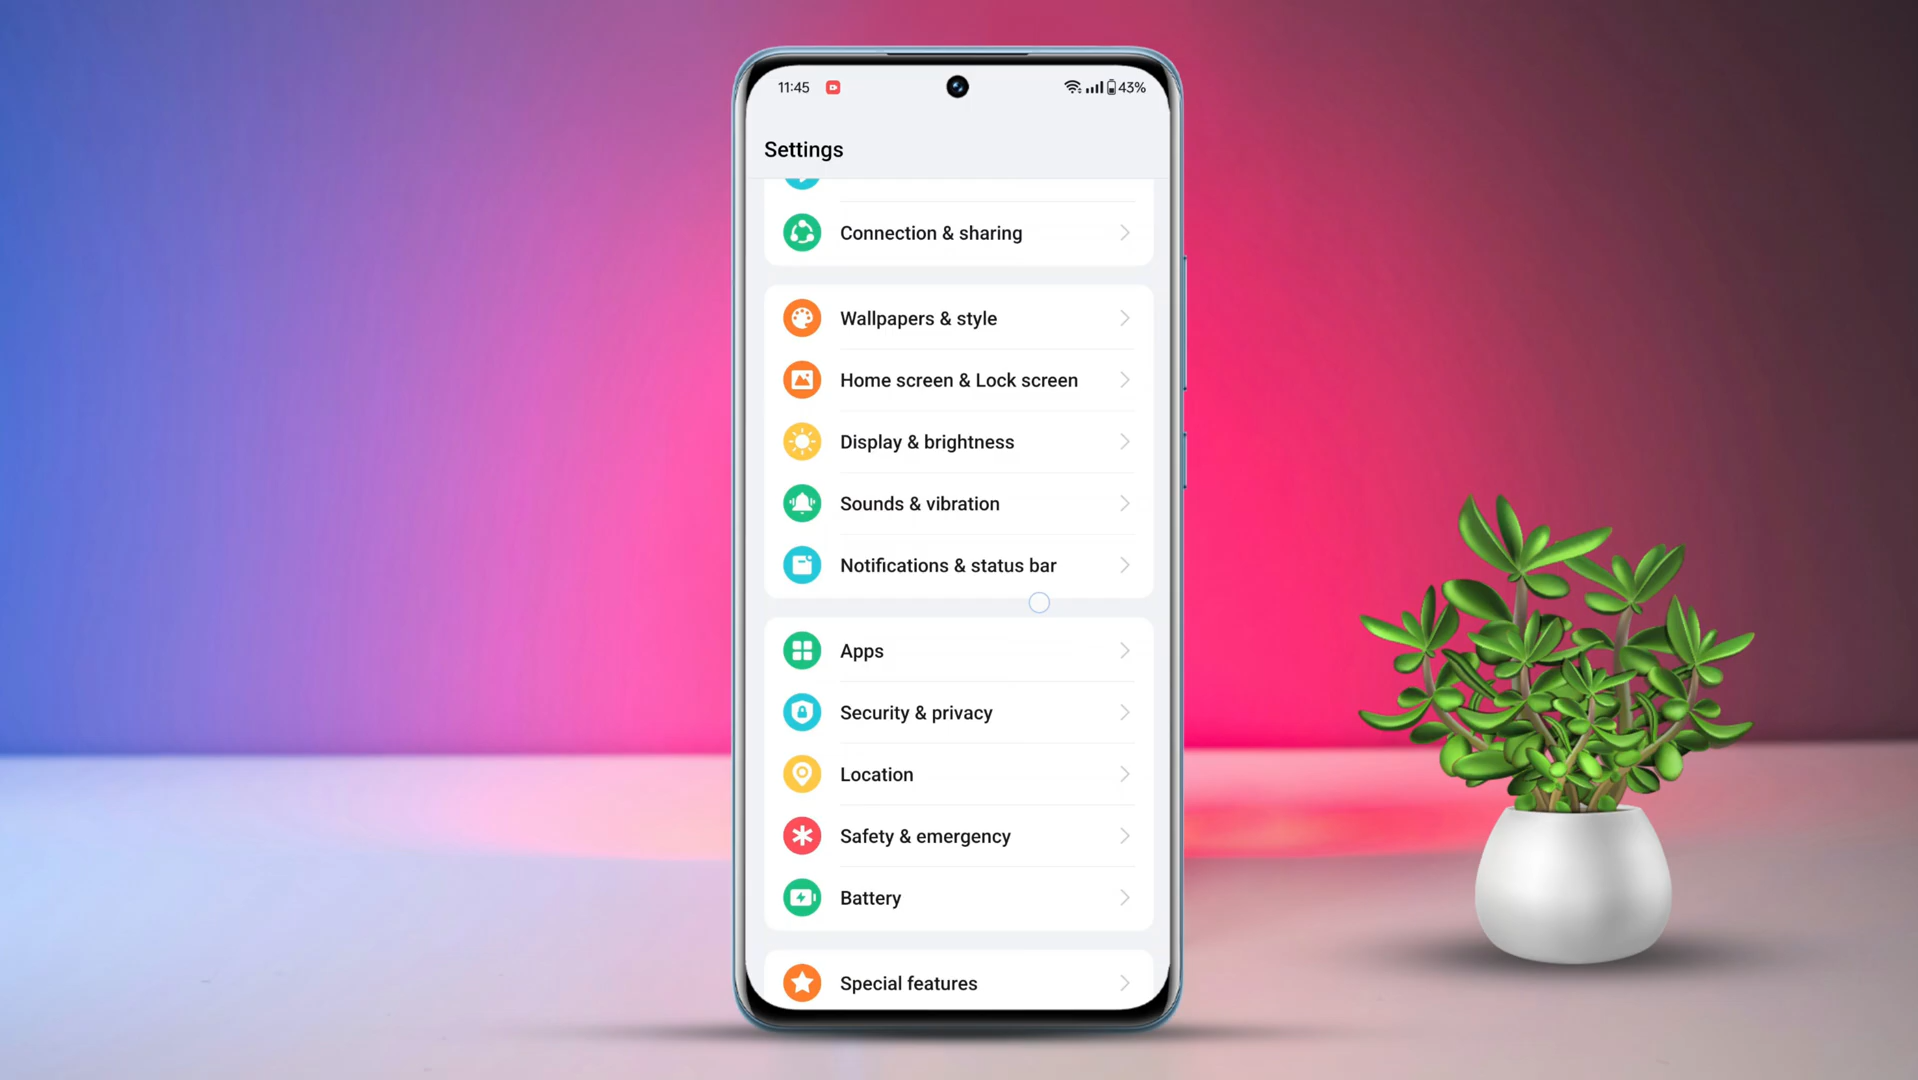 11:45
43%
Settings
Connection & sharing
Wallpapers & style
Home screen & Lock screen
Display & brightness
Sounds & vibration
Notifications & status bar
Apps
Security & privacy
Location
Safety & emergency
Battery
Special features